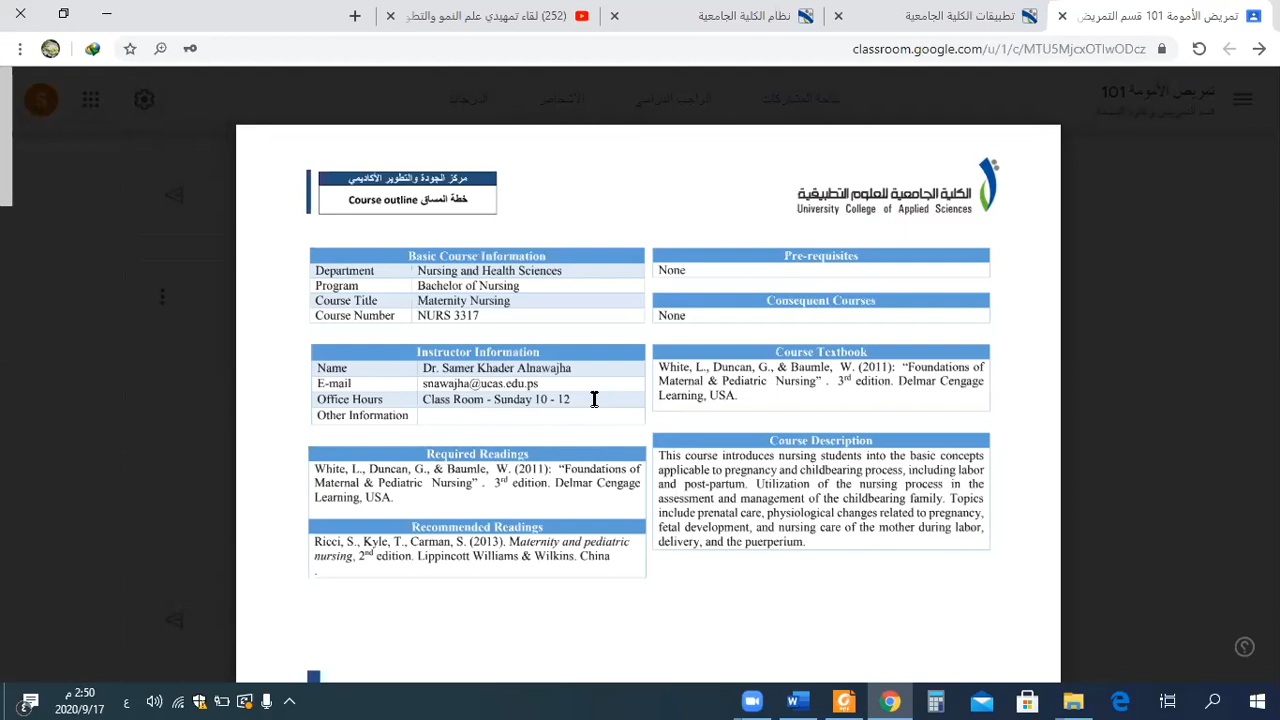 تمريض الأمومة 101 قسم التمريض
تطبيقات الكلية الجامعية
نظام الكلية الجامعية
(252) لقاء تمهيدي علم النمو والتطو
classroom.google.com/u/1/c/MTU5MjcxOTIwODcz
تمريض الأمومة 101
ساحة المشاركات
الواجب الدراسي
الأشخاص
الدرجات
S
مركز الجودة والتطوير الأكاديمي
خطة المساق Course outline
الكلية الجامعية للعلوم التطبيقية
University College of Applied Sciences
Basic Course Information
Department Nursing and Health Sciences
Program Bachelor of Nursing
Course Title Maternity Nursing
Course Number NURS 3317
Pre-requisites
None
Consequent Courses
None
Instructor Information
Name Dr. Samer Khader Alnawajha
E-mail snawajha@ucas.edu.ps
Office Hours Class Room - Sunday 10 - 12
Other Information
Course Textbook
White, L., Duncan, G., & Baumle, W. (2011): “Foundations of
Maternal & Pediatric Nursing” . 3rd edition. Delmar Cengage
Learning, USA.
Required Readings
White, L., Duncan, G., & Baumle, W. (2011): “Foundations of
Maternal & Pediatric Nursing” . 3rd edition. Delmar Cengage
Learning, USA.
Recommended Readings
Ricci, S., Kyle, T., Carman, S. (2013). Maternity and pediatric
nursing, 2nd edition. Lippincott Williams & Wilkins. China
.
Course Description
This course introduces nursing students into the basic concepts
applicable to pregnancy and childbearing process, including labor
and post-partum. Utilization of the nursing process in the
assessment and management of the childbearing family. Topics
include prenatal care, physiological changes related to pregnancy,
fetal development, and nursing care of the mother during labor,
delivery, and the puerperium.
2:50 م
2020/9/17
ع